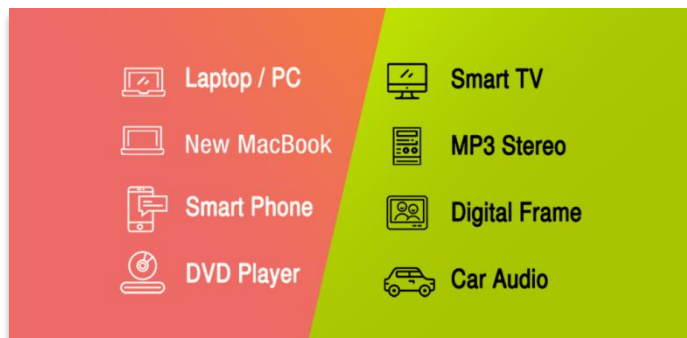 Laptop / PC
New MacBook
Smart Phone
DVD Player
Smart TV
MP3 Stereo
Digital Frame
Car Audio